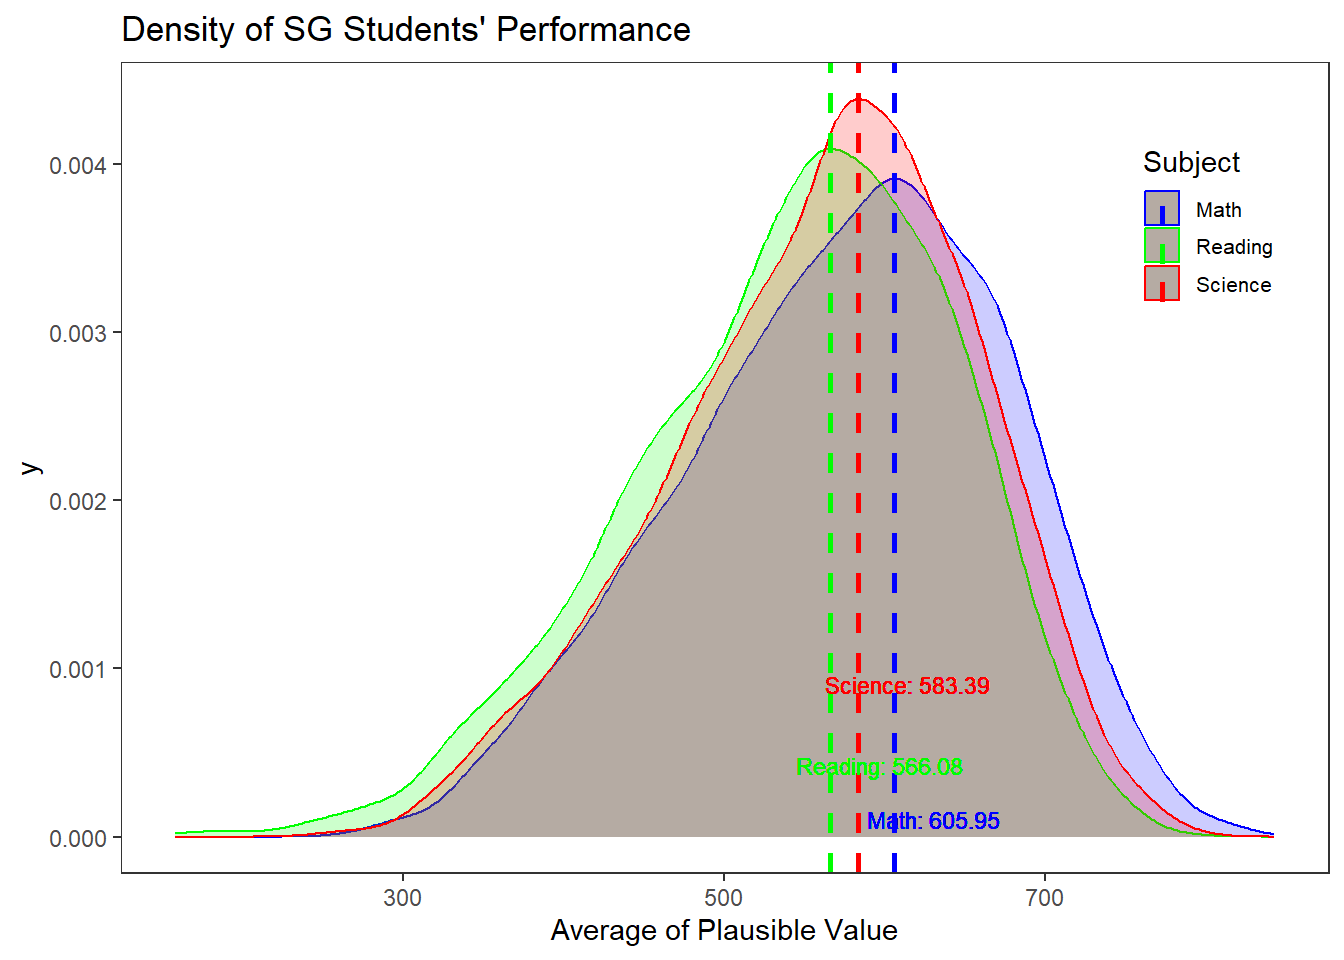 Density of SG Students' Performance
Subject
Math
Reading
Science
0.004
0.003
y
0.002
0.001
0.000
Science: 583.39
Reading: 566.08
Math: 605.95
300
500
700
Average of Plausible Value